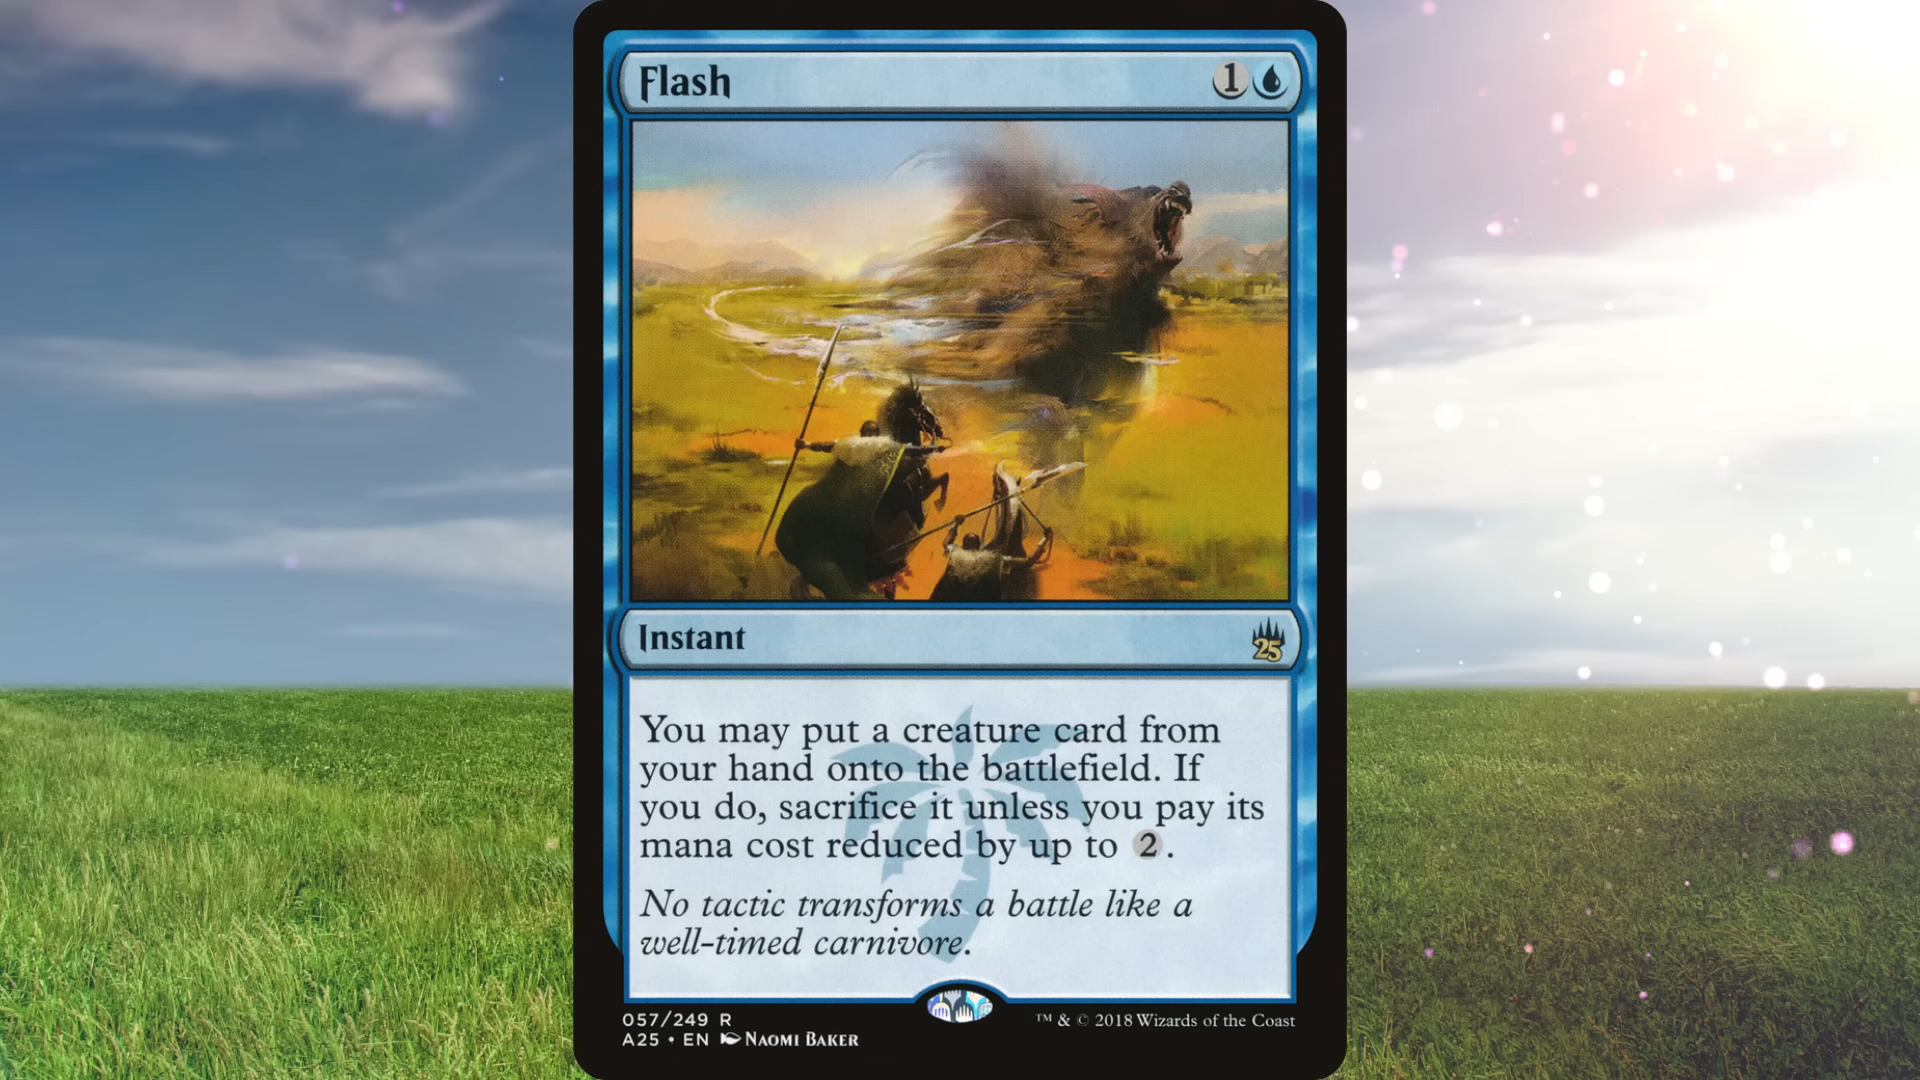 Flash
1
Instant
25
You may put a creature card from
your hand onto the battlefield. If
you do, sacrifice it unless you pay its
mana cost reduced by up to 2.
No tactic transforms a battle like a
well-timed carnivore.
057/249 R
A25 • EN Naomi Baker
™ & © 2018 Wizards of the Coast